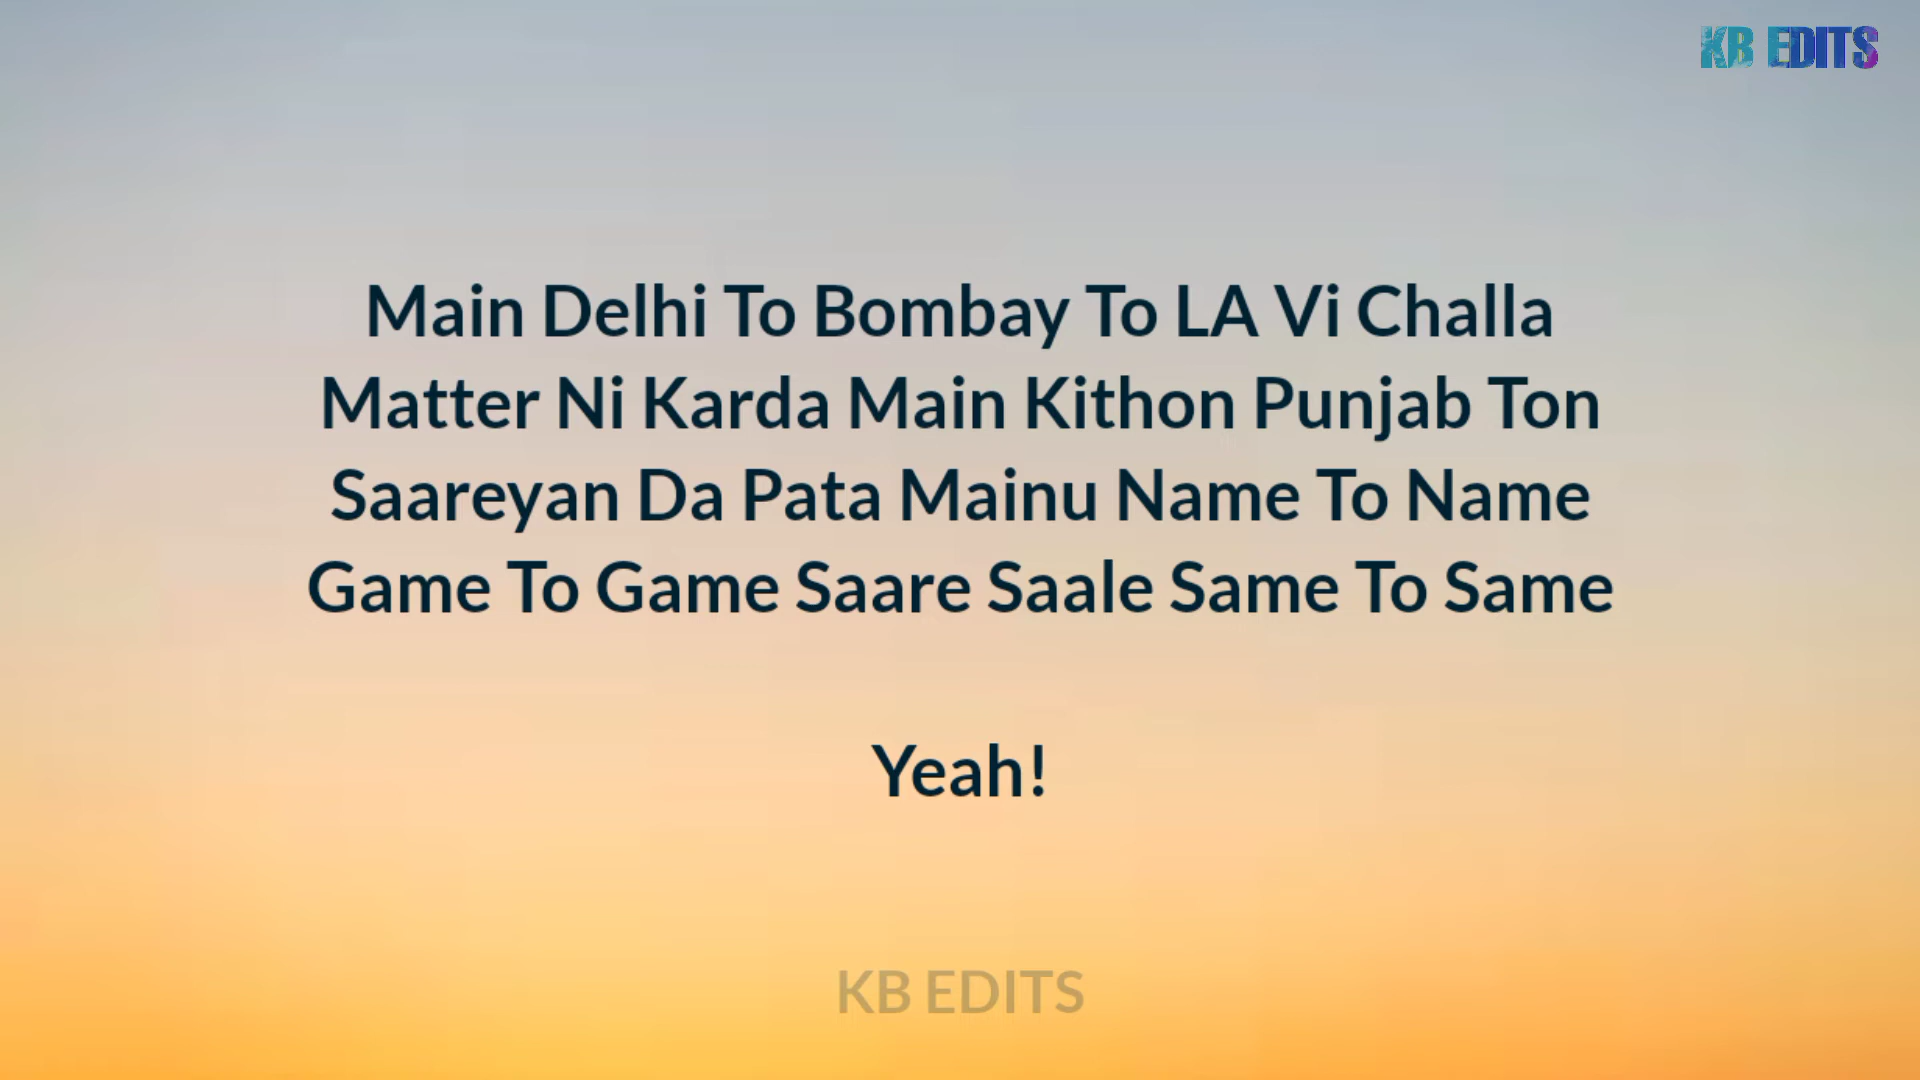 KB EDITS
Main Delhi To Bombay To LA Vi Challa
Matter Ni Karda Main Kithon Punjab Ton
Saareyan Da Pata Mainu Name To Name
Game To Game Saare Saale Same To Same
Yeah!
KB EDITS